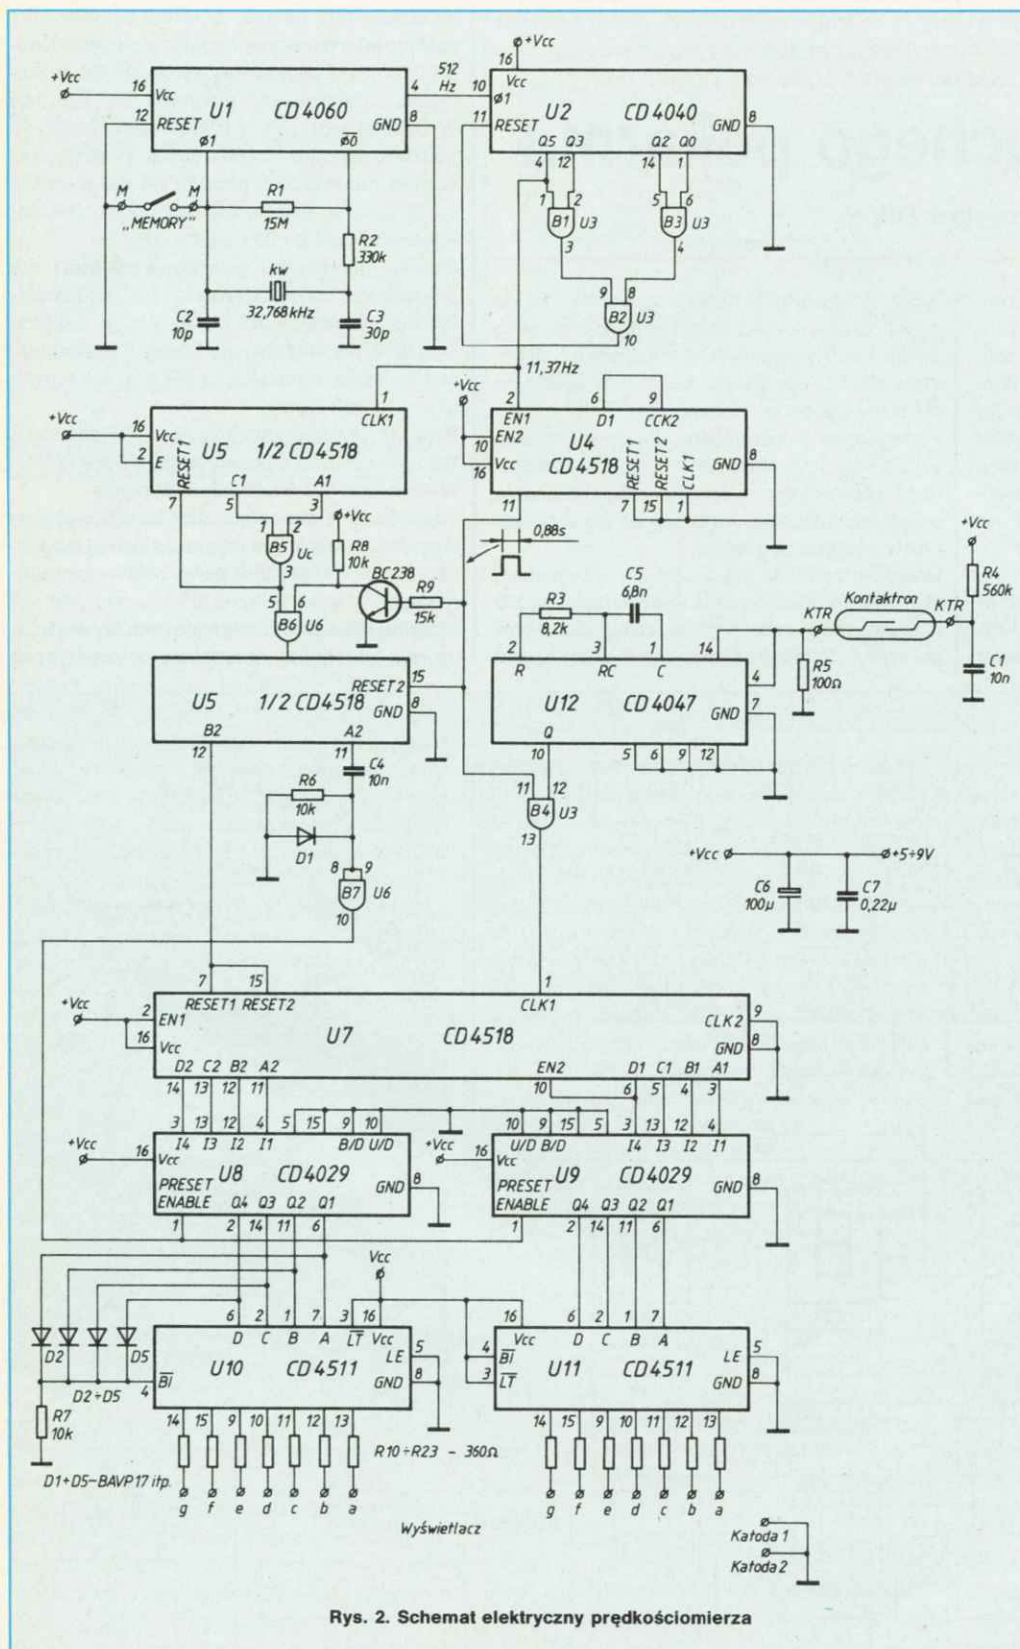 +Vcc
16
Vcc
12
RESET
U1 CD 4060
4
GND
8
Ø1
Ø0
512
Hz
+Vcc
16
10
Vcc
Ø1
11
RESET
U2 CD 4040
GND
8
Q5 Q3
Q2 Q0
4 12
14 1
1 2
B1 U3
3
5 6
B3 U3
4
9 8
B2 U3
10
M M
„MEMORY”
R1
15M
R2
330k
kw
32,768kHz
C2
10p
C3
30p
11,37Hz
1
CLK1
+Vcc
16
Vcc
2
E
RESET1
U5 1/2 CD4518
C1 A1
7 5 3
+Vcc
2 6 9
EN1 D1 CCK2
10
EN2
16
Vcc
U4
CD 4518
RESET1
RESET2
CLK1
GND
8
11
7 15 1
0,88s
1 2
B5 Uc
3
+Vcc
R8
10k
BC238
R9
15k
5 6
B6 U6
R3
8,2k
C5
6,8n
Kontaktron
KTR
KTR
+Vcc
R4
560k
C1
10n
R5
100Ω
U5 1/2 CD4518
RESET2
15
GND
8
B2 A2
12 11
2 3 1 14
R RC C
4
7
GND
U12 CD 4047
Q
10
5 6 9 12
C4
10n
R6
10k
D1
8 9
B7 U6
10
11 12
B4 U3
13
+Vcc
+5÷9V
C6
100µ
C7
0,22µ
7 15
RESET1 RESET2
1
CLK1
+Vcc
2
EN1
16
Vcc
U7 CD 4518
CLK2
9
GND
8
D2 C2 B2 A2
14 13 12 11
EN2
10
D1 C1 B1 A1
6 5 4 3
3 13 12 4 5 15 9 10
I4 I3 I2 I1 B/D U/D
+Vcc
16
Vcc
U8 CD 4029
PRESET
ENABLE
Q4 Q3 Q2 Q1
GND
8
1 2 14 11 6
10 9 15 5 3 13 12 4
U/D B/D I4 I3 I2 I1
+Vcc
16
Vcc
U9 CD 4029
PRESET
ENABLE
Q4 Q3 Q2 Q1
GND
8
1 2 14 11 6
Vcc
6 2 1 7 3 16
D C B A LT Vcc
U10 CD 4511
LE
5
GND
8
4
BI
D2 D5
D2÷D5
R7
10k
D1÷D5-BAVP17 itp.
14 15 9 10 11 12 13
g f e d c b a
R10÷R23 - 360Ω
Wyświetlacz
16 6 2 1 7
Vcc D C B A
4
BI
3
LT
U11 CD 4511
LE
5
GND
8
14 15 9 10 11 12 13
g f e d c b a
Katoda 1
Katoda 2
Rys. 2. Schemat elektryczny prędkościomierza